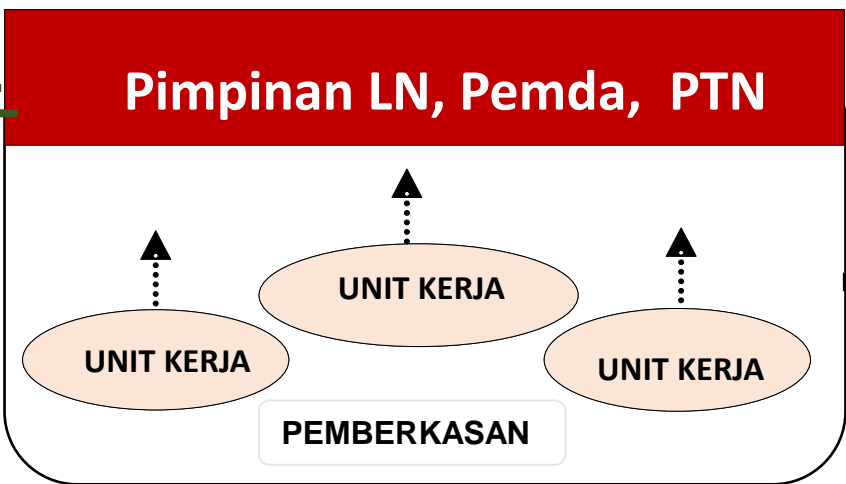 Pimpinan LN, Pemda, PTN
UNIT KERJA
UNIT KERJA
UNIT KERJA
PEMBERKASAN